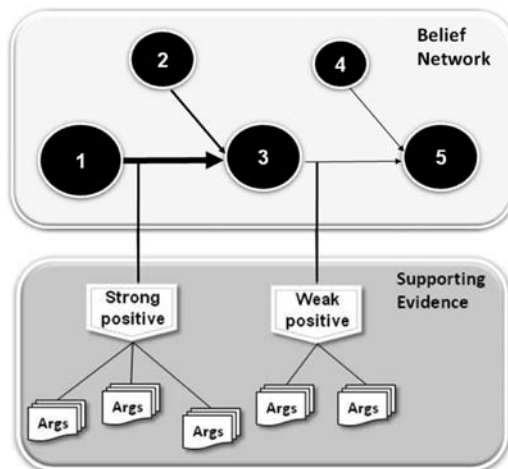 Belief
Network
2
4
1
3
5
Supporting
Evidence
Strong
positive
Weak
positive
Args
Args
Args
Args
Args